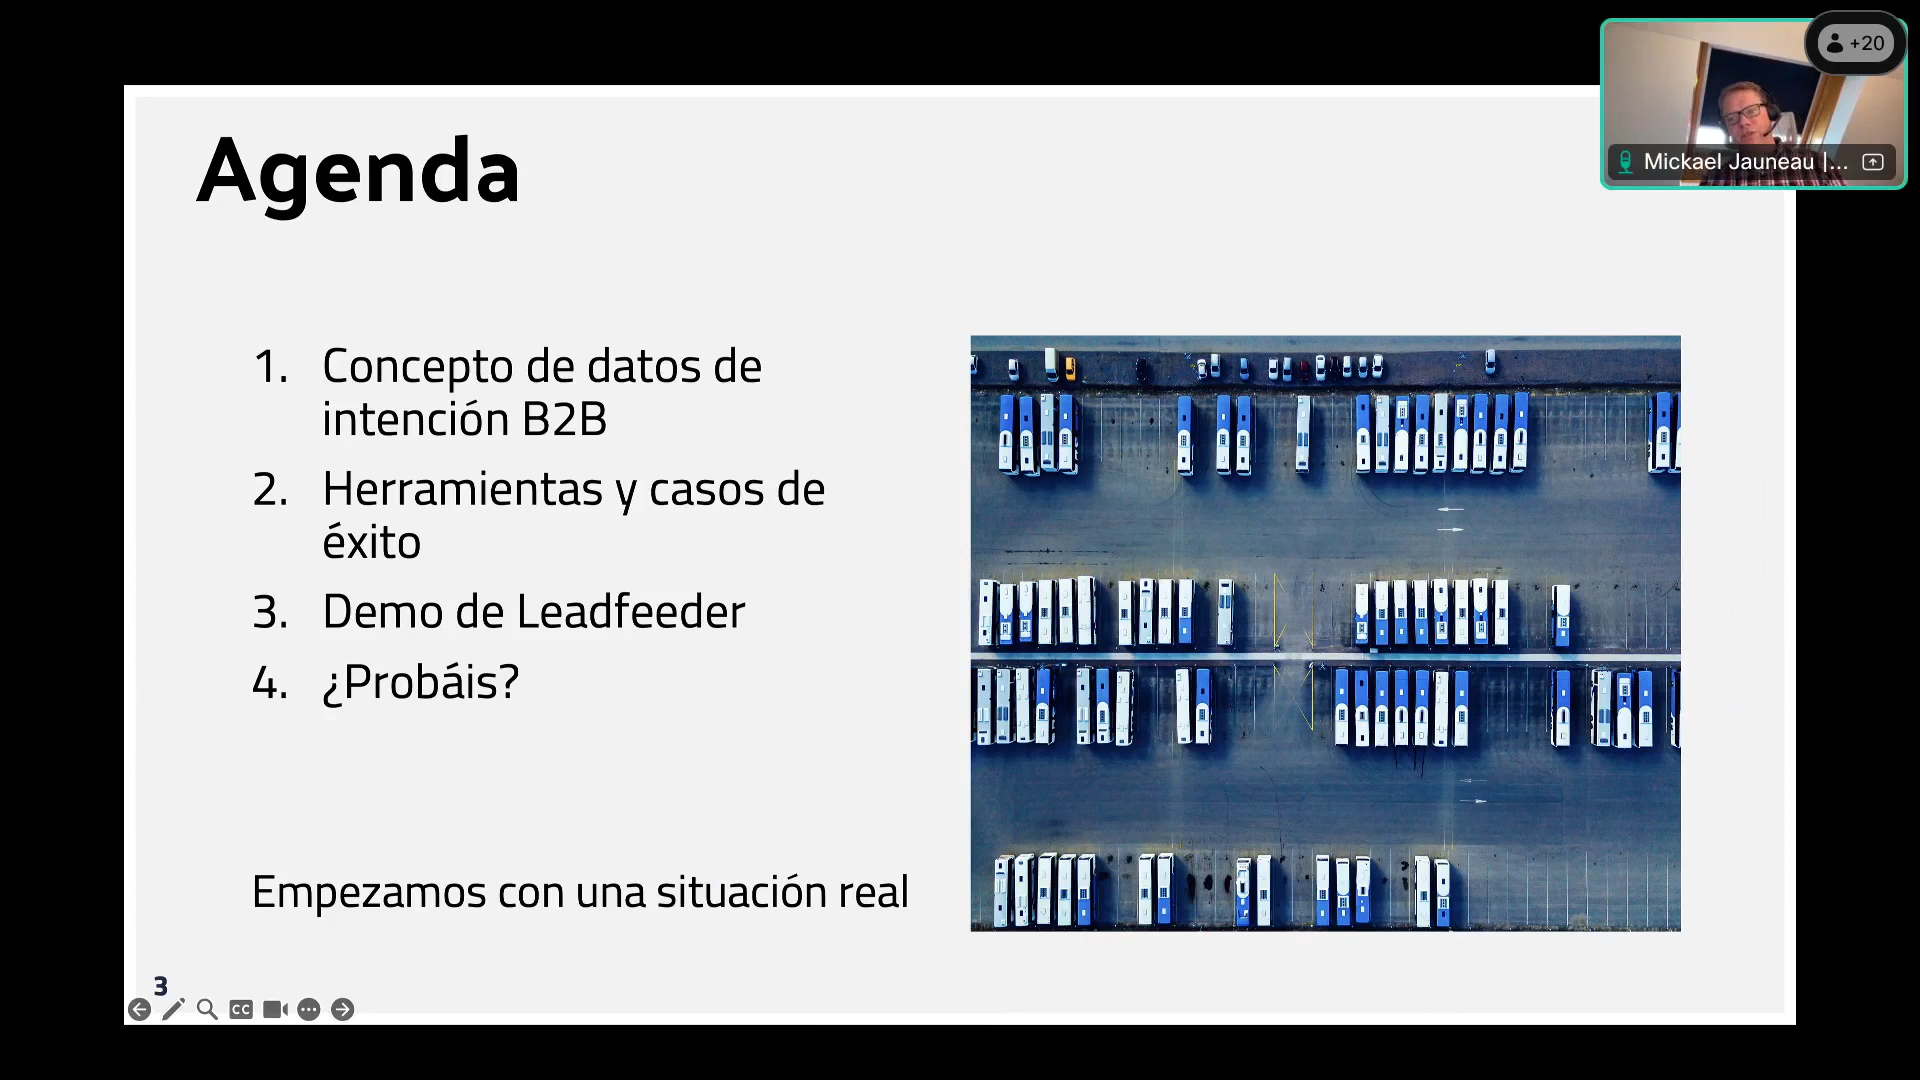 +20
Mickael Jauneau |...
Agenda
1. Concepto de datos de
intención B2B
2. Herramientas y casos de
éxito
3. Demo de Leadfeeder
4. ¿Probáis?
Empezamos con una situación real
3
CC